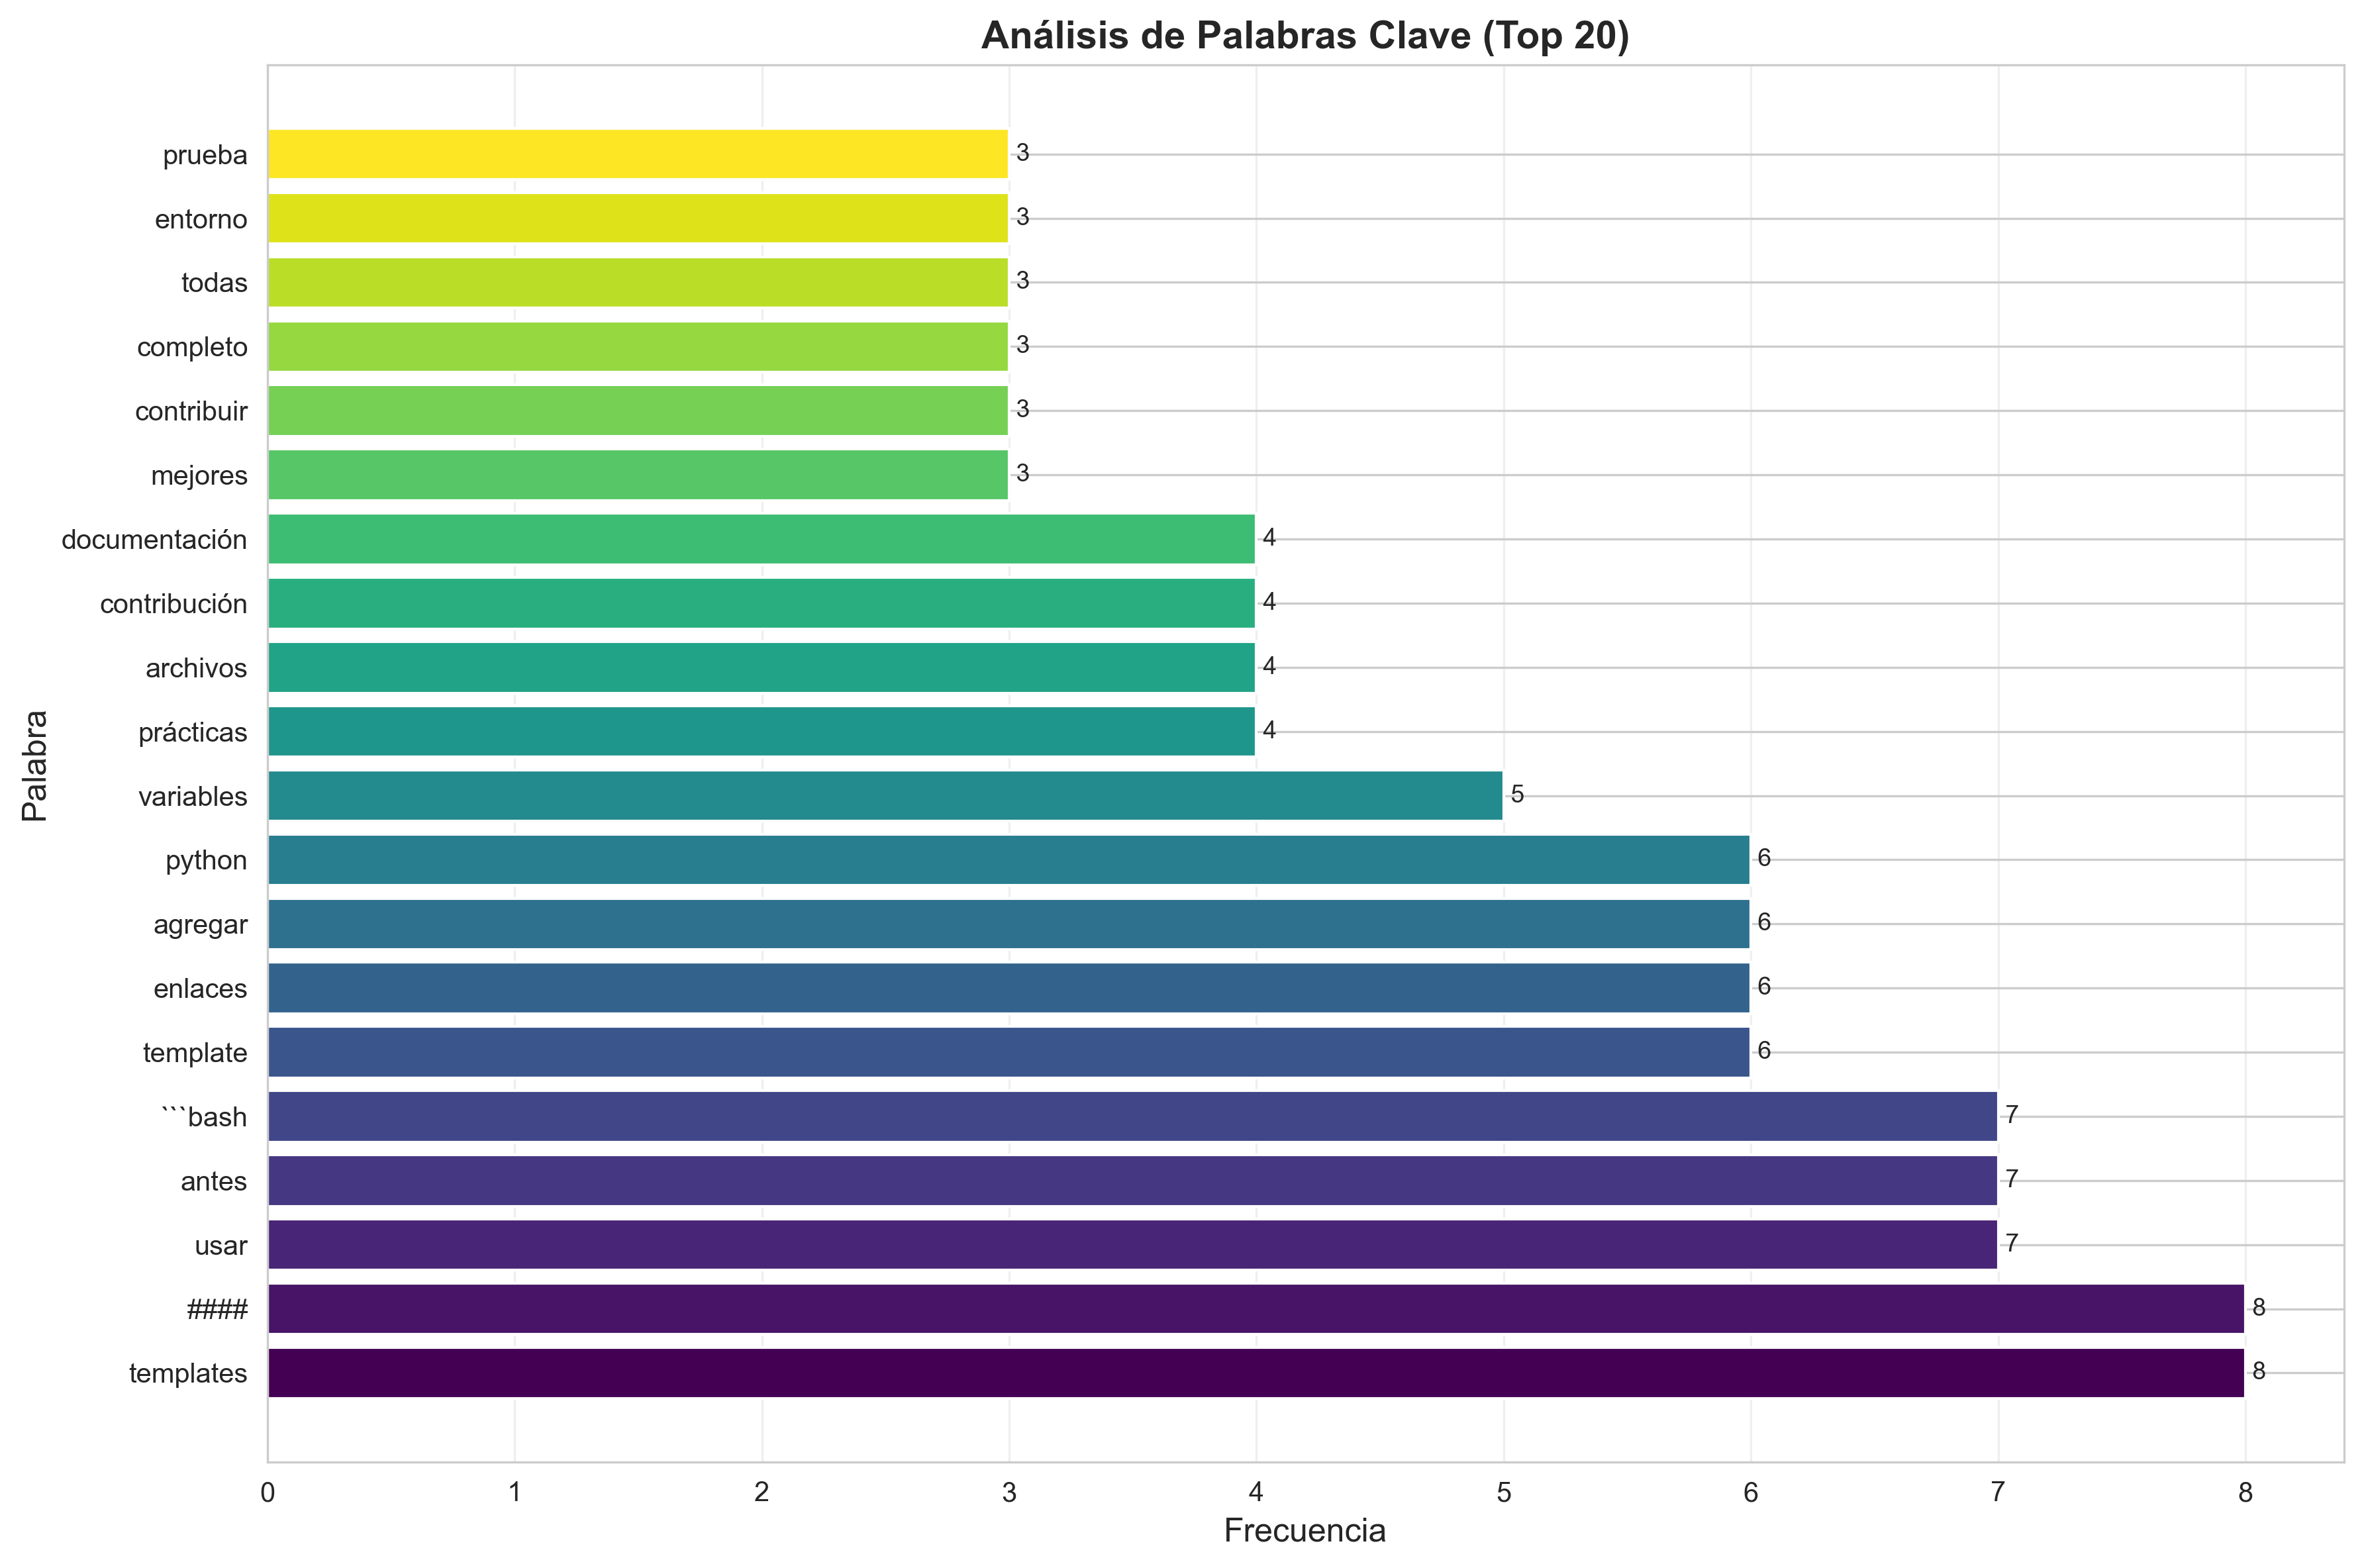 Análisis de Palabras Clave (Top 20)
prueba 3
entorno 3
todas 3
completo 3
contribuir 3
mejores 3
documentación 4
contribución 4
archivos 4
prácticas 4
variables 5
python 6
agregar 6
enlaces 6
template 6
```bash 7
antes 7
usar 7
#### 8
templates 8
Palabra
0 1 2 3 4 5 6 7 8
Frecuencia